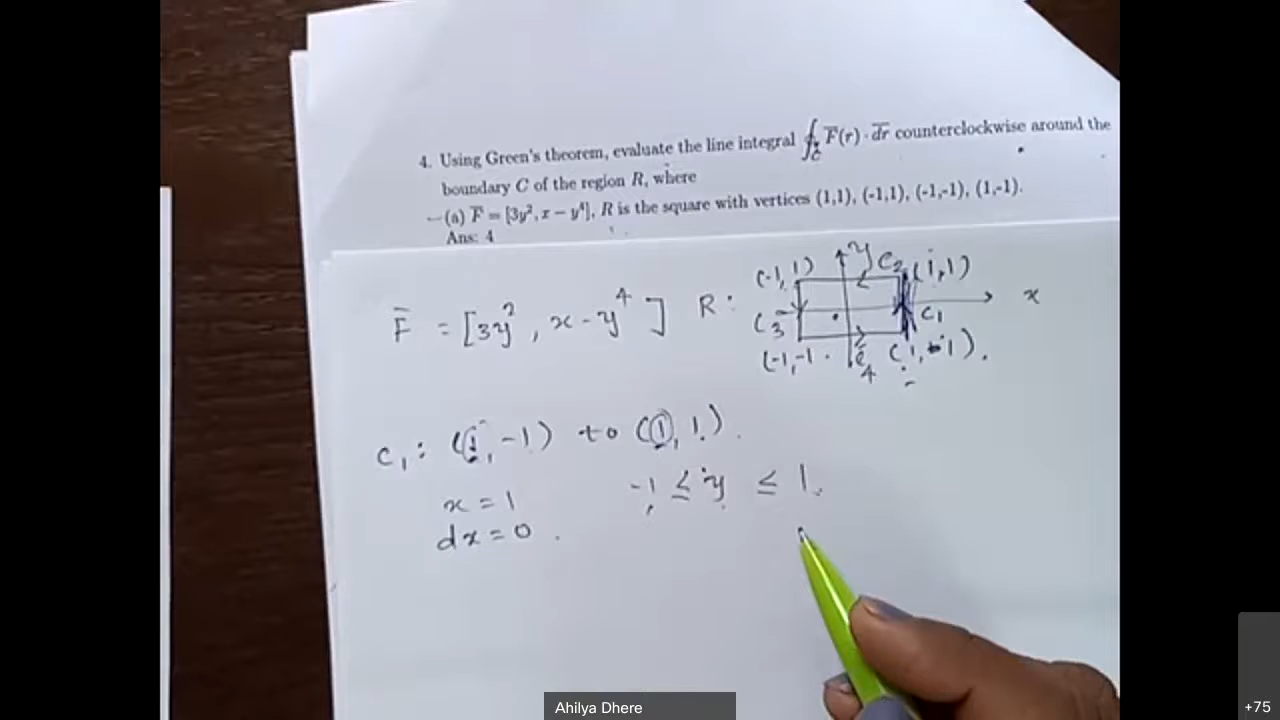 4. Using Green's theorem, evaluate the line integral ∮_C F̅(r) · d̅r̅ counterclockwise around the
boundary C of the region R, where
(a) F̅ = [3y², x − y⁴], R is the square with vertices (1,1), (-1,1), (-1,-1), (1,-1).
Ans: 4
F̅ = [3y², x - y⁴] R:
(-1, 1) y C₂ (1,1)
x
C₃ C₁
(-1,-1 C₄ (1,-1).
C₁: (1, -1) to (1, 1).
x = 1 -1 ≤ y ≤ 1.
dx = 0.
Ahilya Dhere
+75